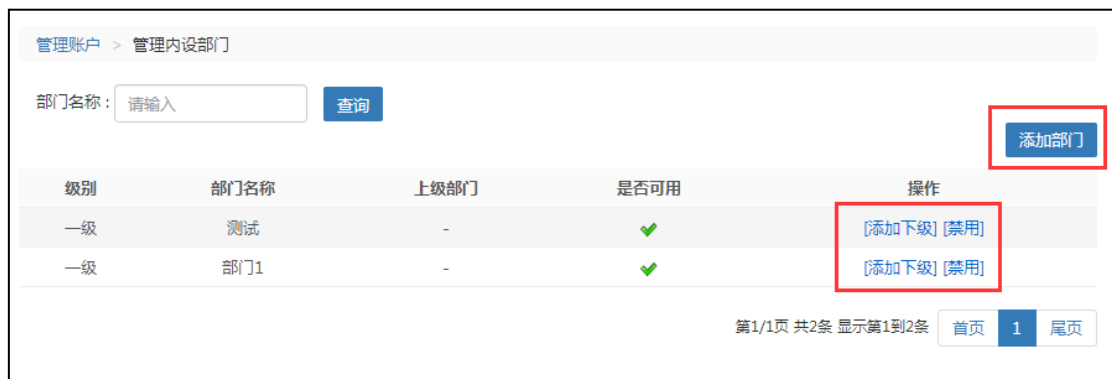 管理账户 > 管理内设部门
部门名称： 请输入 查询
添加部门
级别 部门名称 上级部门 是否可用 操作
一级 测试 - [添加下级] [禁用]
一级 部门1 - [添加下级] [禁用]
第1/1页 共2条 显示第1到2条 首页 1 尾页